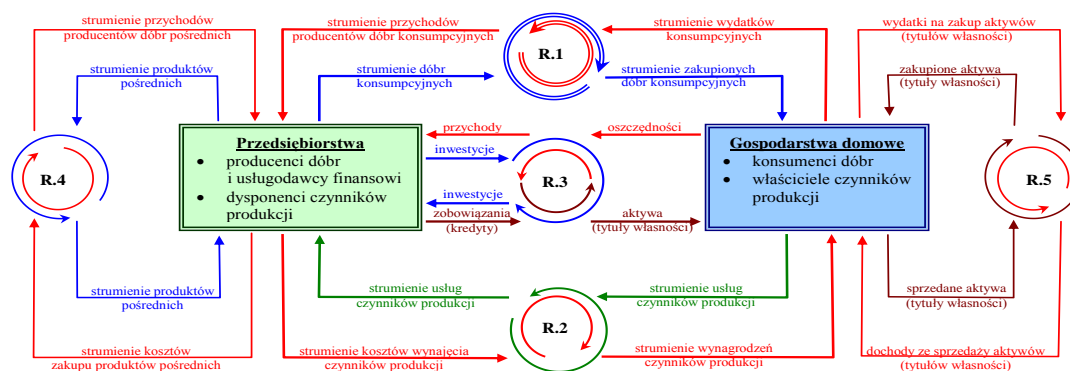 strumienie przychodów
producentów dóbr pośrednich
strumienie przychodów
producentów dóbr konsumpcyjnych
strumienie wydatków
konsumpcyjnych
wydatki na zakup aktywów
(tytułów własności)
R.1
strumienie produktów
pośrednich
strumienie dóbr
konsumpcyjnych
strumienie zakupionych
dóbr konsumpcyjnych
zakupione aktywa
(tytuły własności)
Przedsiębiorstwa
• producenci dóbr
i usługodawcy finansowi
• dysponenci czynników
produkcji
przychody
oszczędności
inwestycje
R.3
inwestycje
zobowiązania
(kredyty)
aktywa
(tytuły własności)
Gospodarstwa domowe
• konsumenci dóbr
• właściciele czynników
produkcji
R.4
R.5
strumienie produktów
pośrednich
strumienie usług
czynników produkcji
strumienie usług
czynników produkcji
sprzedane aktywa
(tytuły własności)
R.2
strumienie kosztów
zakupu produktów pośrednich
strumienie kosztów wynajęcia
czynników produkcji
strumienie wynagrodzeń
czynników produkcji
dochody ze sprzedaży aktywów
(tytułów własności)